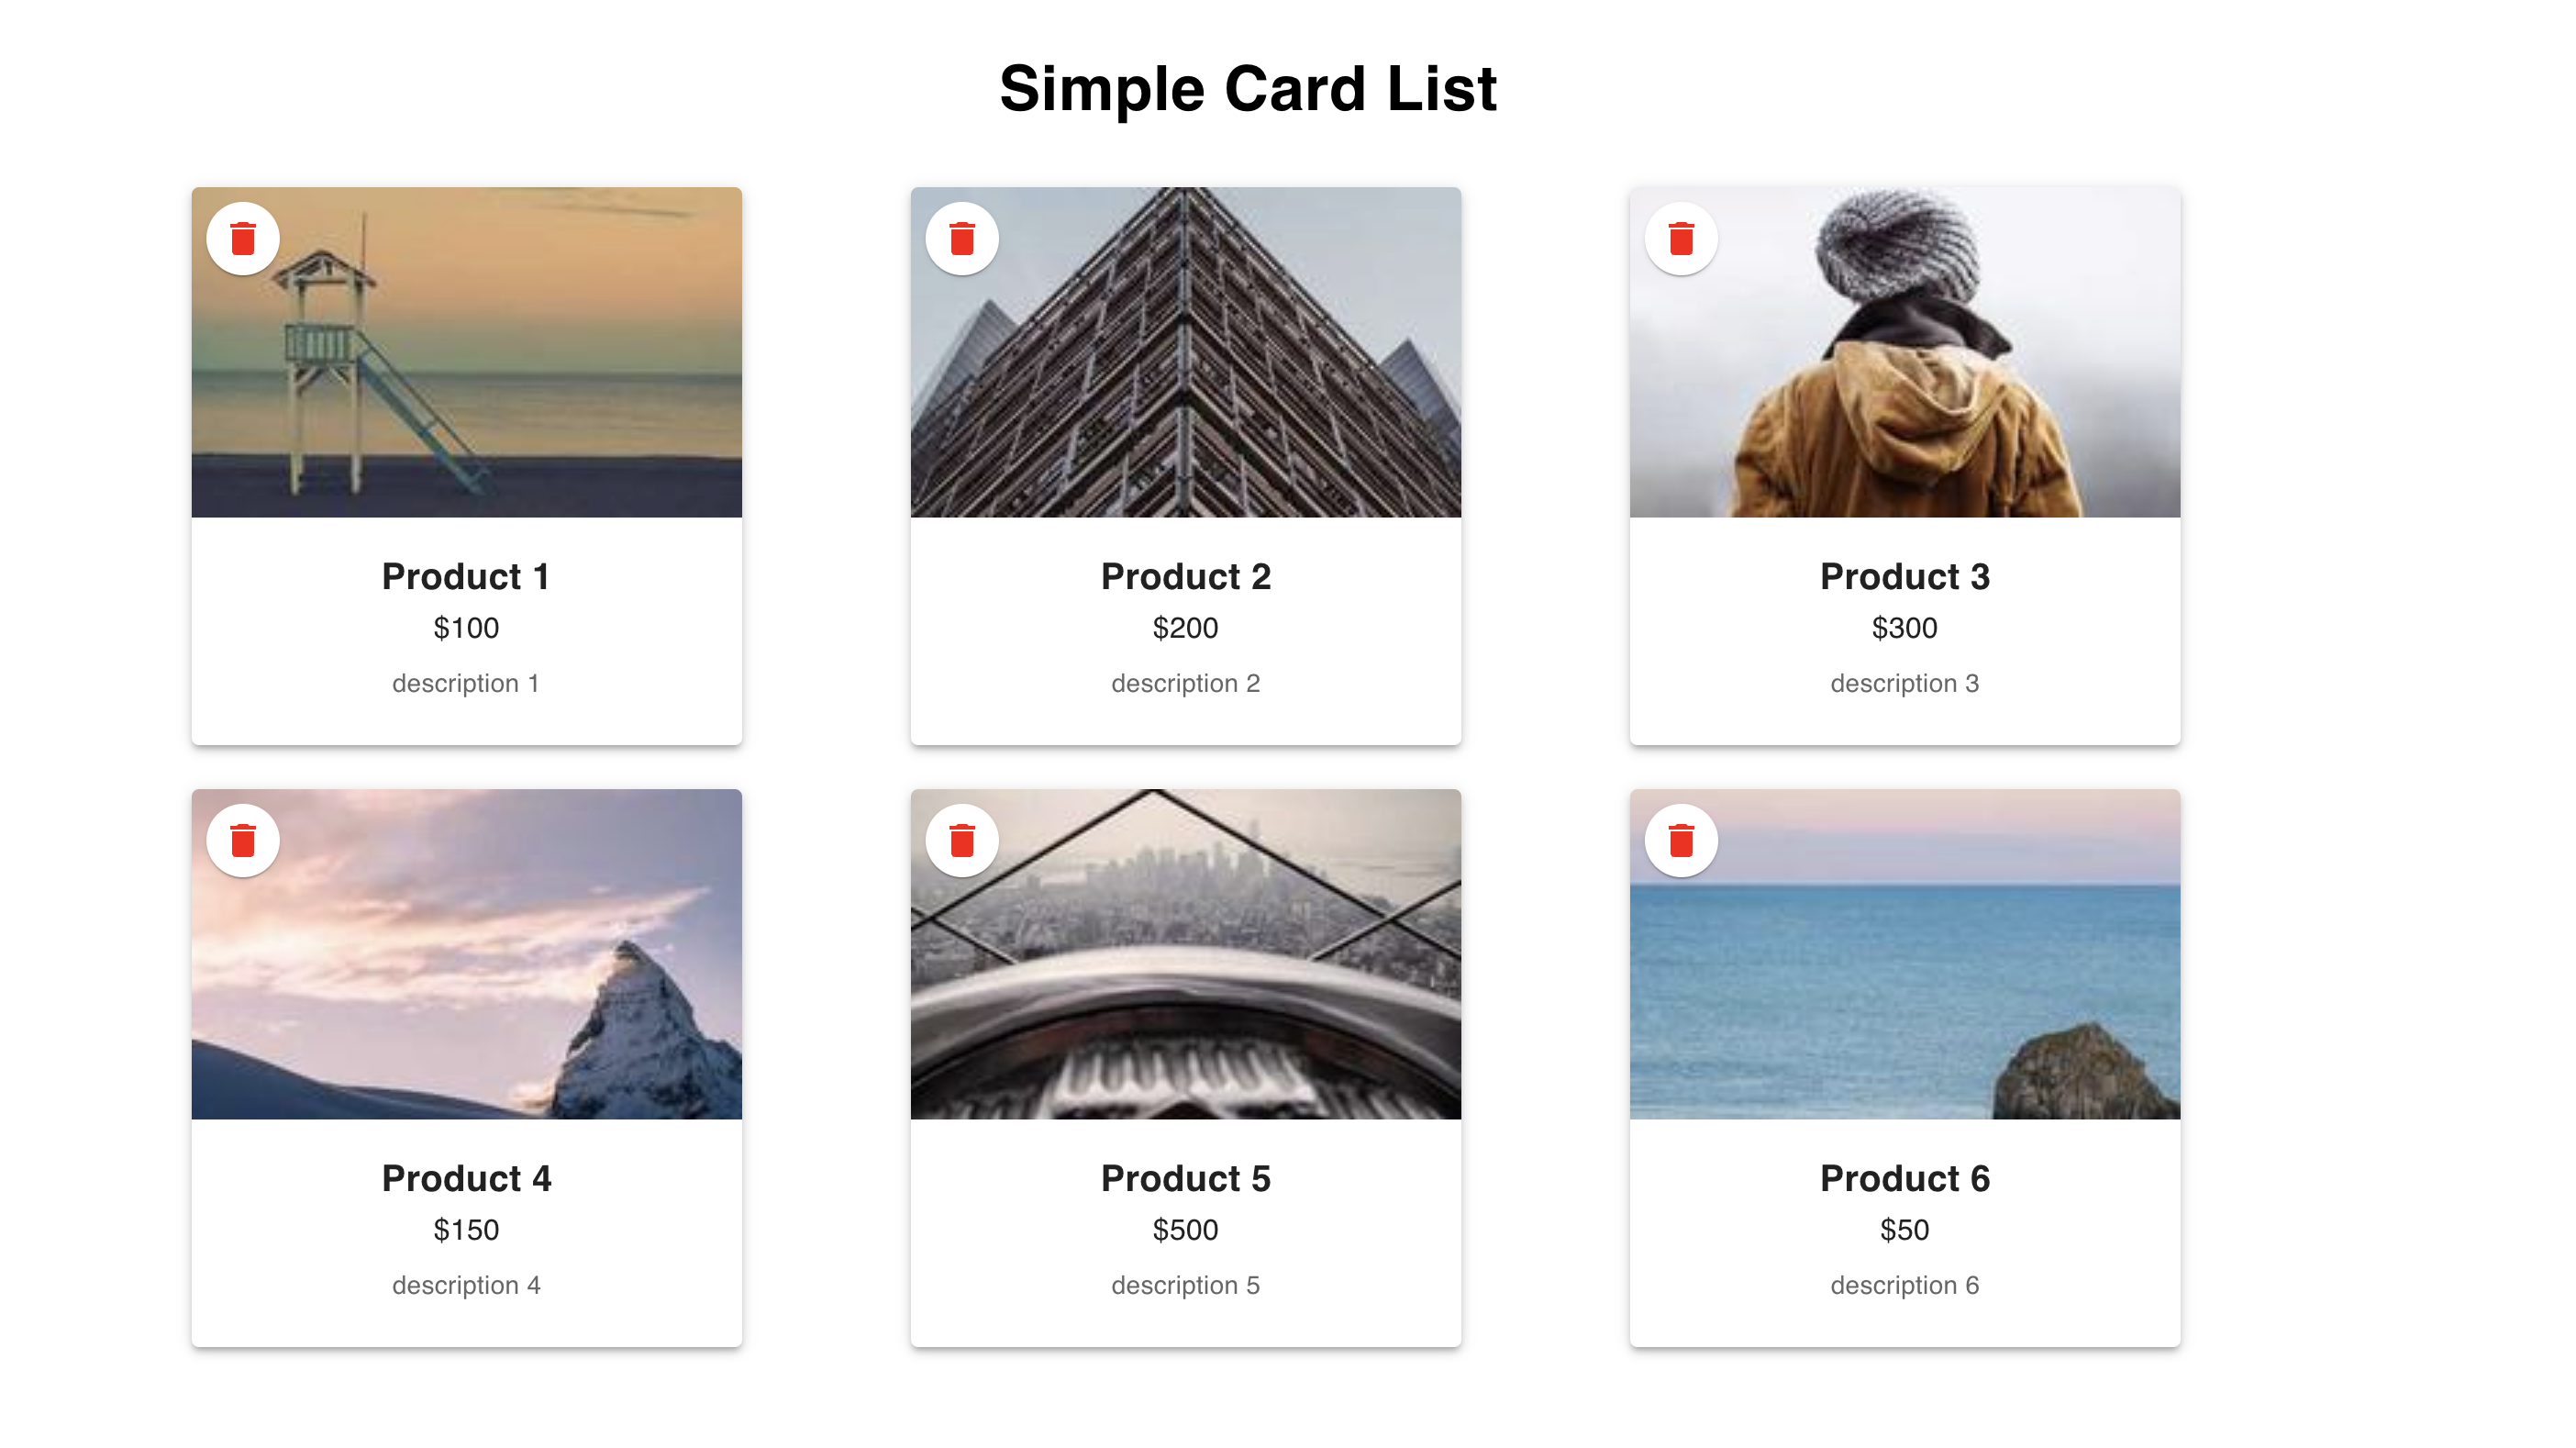 Simple Card List
Product 1
$100
description 1
Product 2
$200
description 2
Product 3
$300
description 3
Product 4
$150
description 4
Product 5
$500
description 5
Product 6
$50
description 6